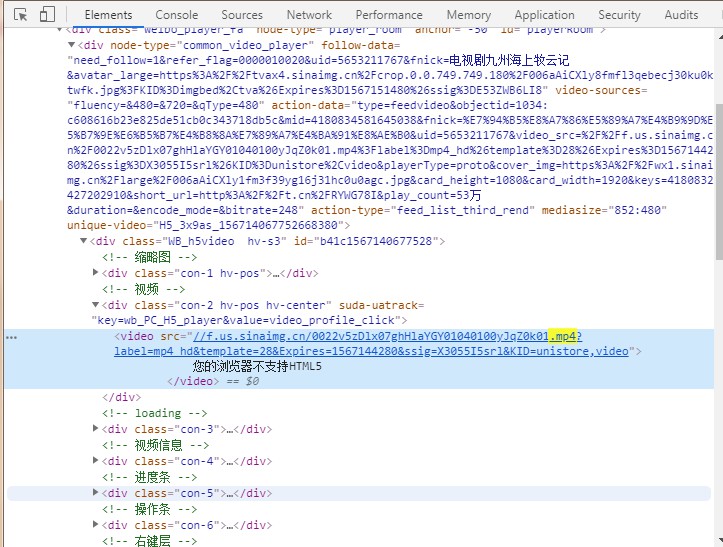 Elements Console Sources Network Performance Memory Application Security Audits
<div class="weibo_player_fa" node-type="player_room" anchor="-50" id="playerRoom">
<div node-type="common_video_player" follow-data=
"need_follow=1&refer_flag=0000010020&uid=5653211767&fnick=电视剧九州海上牧云记
&avatar_large=https%3A%2F%2Ftvax4.sinaimg.cn%2Fcrop.0.0.749.749.180%2F006aAiCXly8fmfl3qebecj30ku0k
twfk.jpg%3FKID%3Dimgbed%2Ctva%26Expires%3D1567151480%26ssig%3DE53ZWB6LI8" video-sources=
"fluency=&480=&720=&qType=480" action-data="type=feedvideo&objectid=1034:
c608616b23e825de51cb0c343718db5c&mid=4180834581645038&fnick=%E7%94%B5%E8%A7%86%E5%89%A7%E4%B9%9D%E
5%B7%9E%E6%B5%B7%E4%B8%8A%E7%89%A7%E4%BA%91%E8%AE%B0&uid=5653211767&video_src=%2F%2Ff.us.sinaimg.c
n%2F0022v5zDlx07ghHlaYGY01040100yJqZ0k01.mp4%3Flabel%3Dmp4_hd%26template%3D28%26Expires%3D15671442
80%26ssig%3DX3055I5srl%26KID%3Dunistore%2Cvideo&playerType=proto&cover_img=https%3A%2F%2Fwx1.sinai
mg.cn%2Flarge%2F006aAiCXly1fm3f39yg16j31hc0u0agc.jpg&card_height=1080&card_width=1920&keys=4180832
427202910&short_url=http%3A%2F%2Ft.cn%2FRYWG78I&play_count=53万
&duration=&encode_mode=&bitrate=248" action-type="feed_list_third_rend" mediasize="852:480"
unique-video="H5_3x9as_15671407752668380">
<div class="WB_h5video hv-s3" id="b41c1567140677528">
<!-- 缩略图 -->
<div class="con-1 hv-pos">…</div>
<!-- 视频 -->
<div class="con-2 hv-pos hv-center" suda-uatrack=
"key=wb_PC_H5_player&value=video_profile_click">
<video src="//f.us.sinaimg.cn/0022v5zDlx07ghHlaYGY01040100yJqZ0k01.mp4?
label=mp4_hd&template=28&Expires=1567144280&ssig=X3055I5srl&KID=unistore,video">
您的浏览器不支持HTML5
</video> == $0
</div>
<!-- loading -->
<div class="con-3">…</div>
<!-- 视频信息 -->
<div class="con-4">…</div>
<!-- 进度条 -->
<div class="con-5">…</div>
<!-- 操作条 -->
<div class="con-6">…</div>
<!-- 右键层 -->